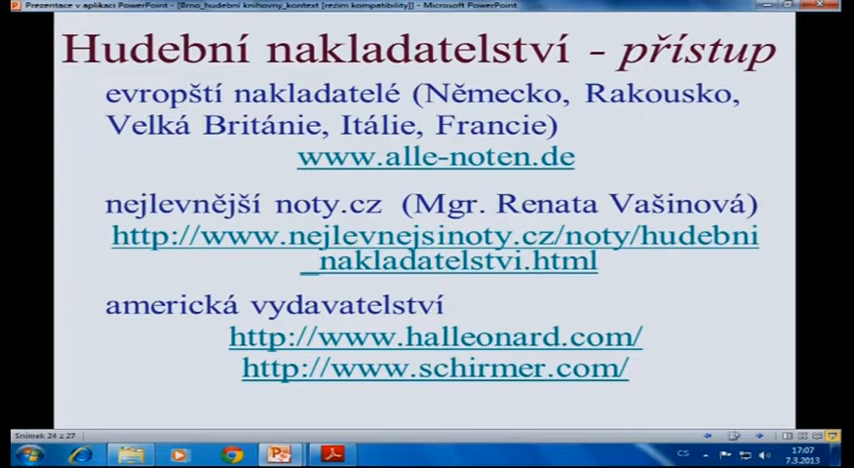 Prezentace v aplikaci PowerPoint - [Brno_hudební knihovny_kontext [režim kompatibility]] - Microsoft PowerPoint
Hudební nakladatelství - přístup
evropští nakladatelé (Německo, Rakousko,
Velká Británie, Itálie, Francie)
www.alle-noten.de
nejlevnější noty.cz (Mgr. Renata Vašinová)
http://www.nejlevnejsinoty.cz/noty/hudebni
_nakladatelstvi.html
americká vydavatelství
http://www.halleonard.com/
http://www.schirmer.com/
Snímek 24 z 27
CS
17:07
7.3.2013